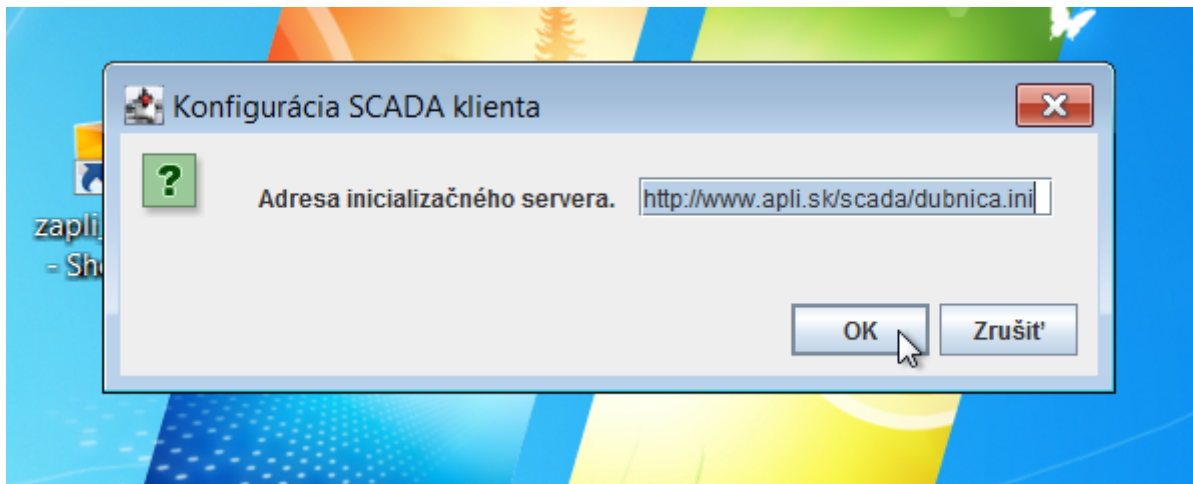 Konfigurácia SCADA klienta
Adresa inicializačného servera.
http://www.apli.sk/scada/dubnica.ini
OK
Zrušiť